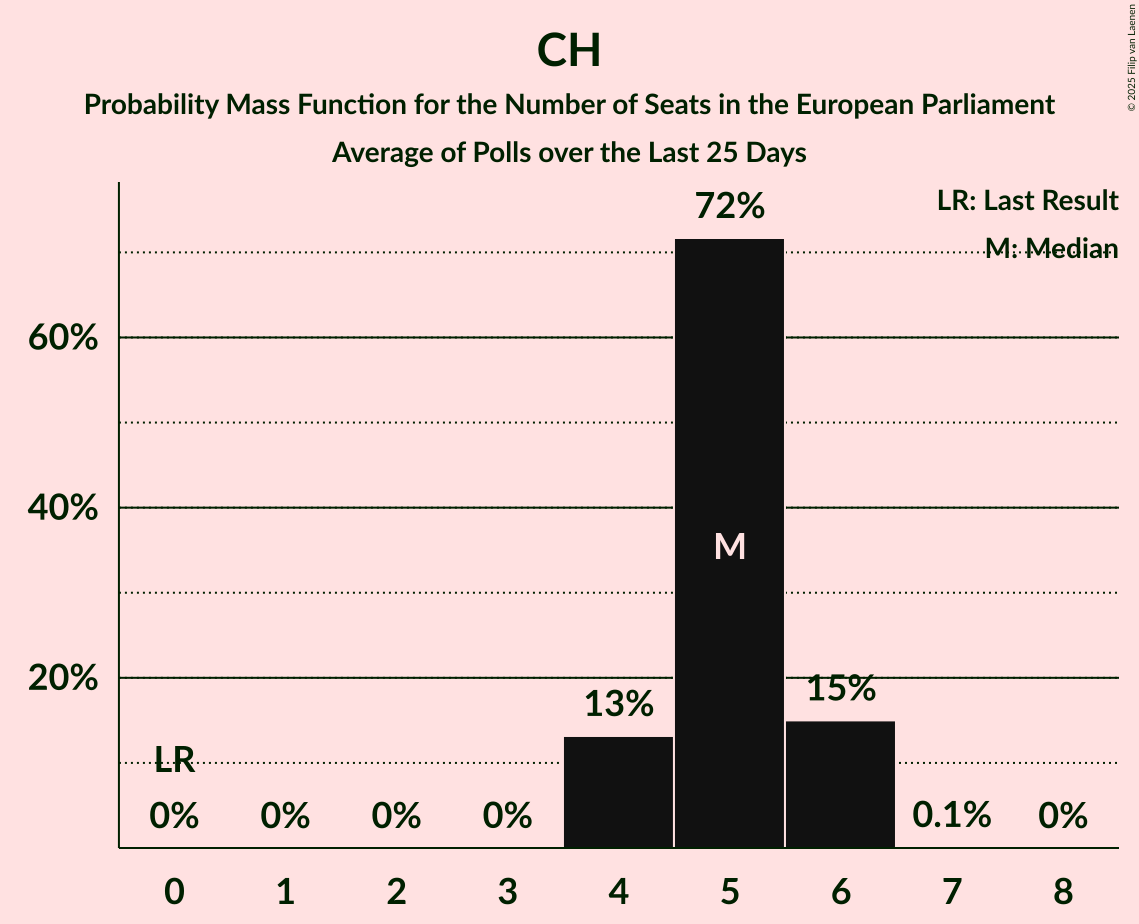 CH
Probability Mass Function for the Number of Seats in the European Parliament
Average of Polls over the Last 25 Days
© 2025 Filip van Laenen
LR: Last Result
M: Median
72%
60%
40%
M
20%
15%
13%
LR
0% 0% 0% 0% 0.1% 0%
0 1 2 3 4 5 6 7 8